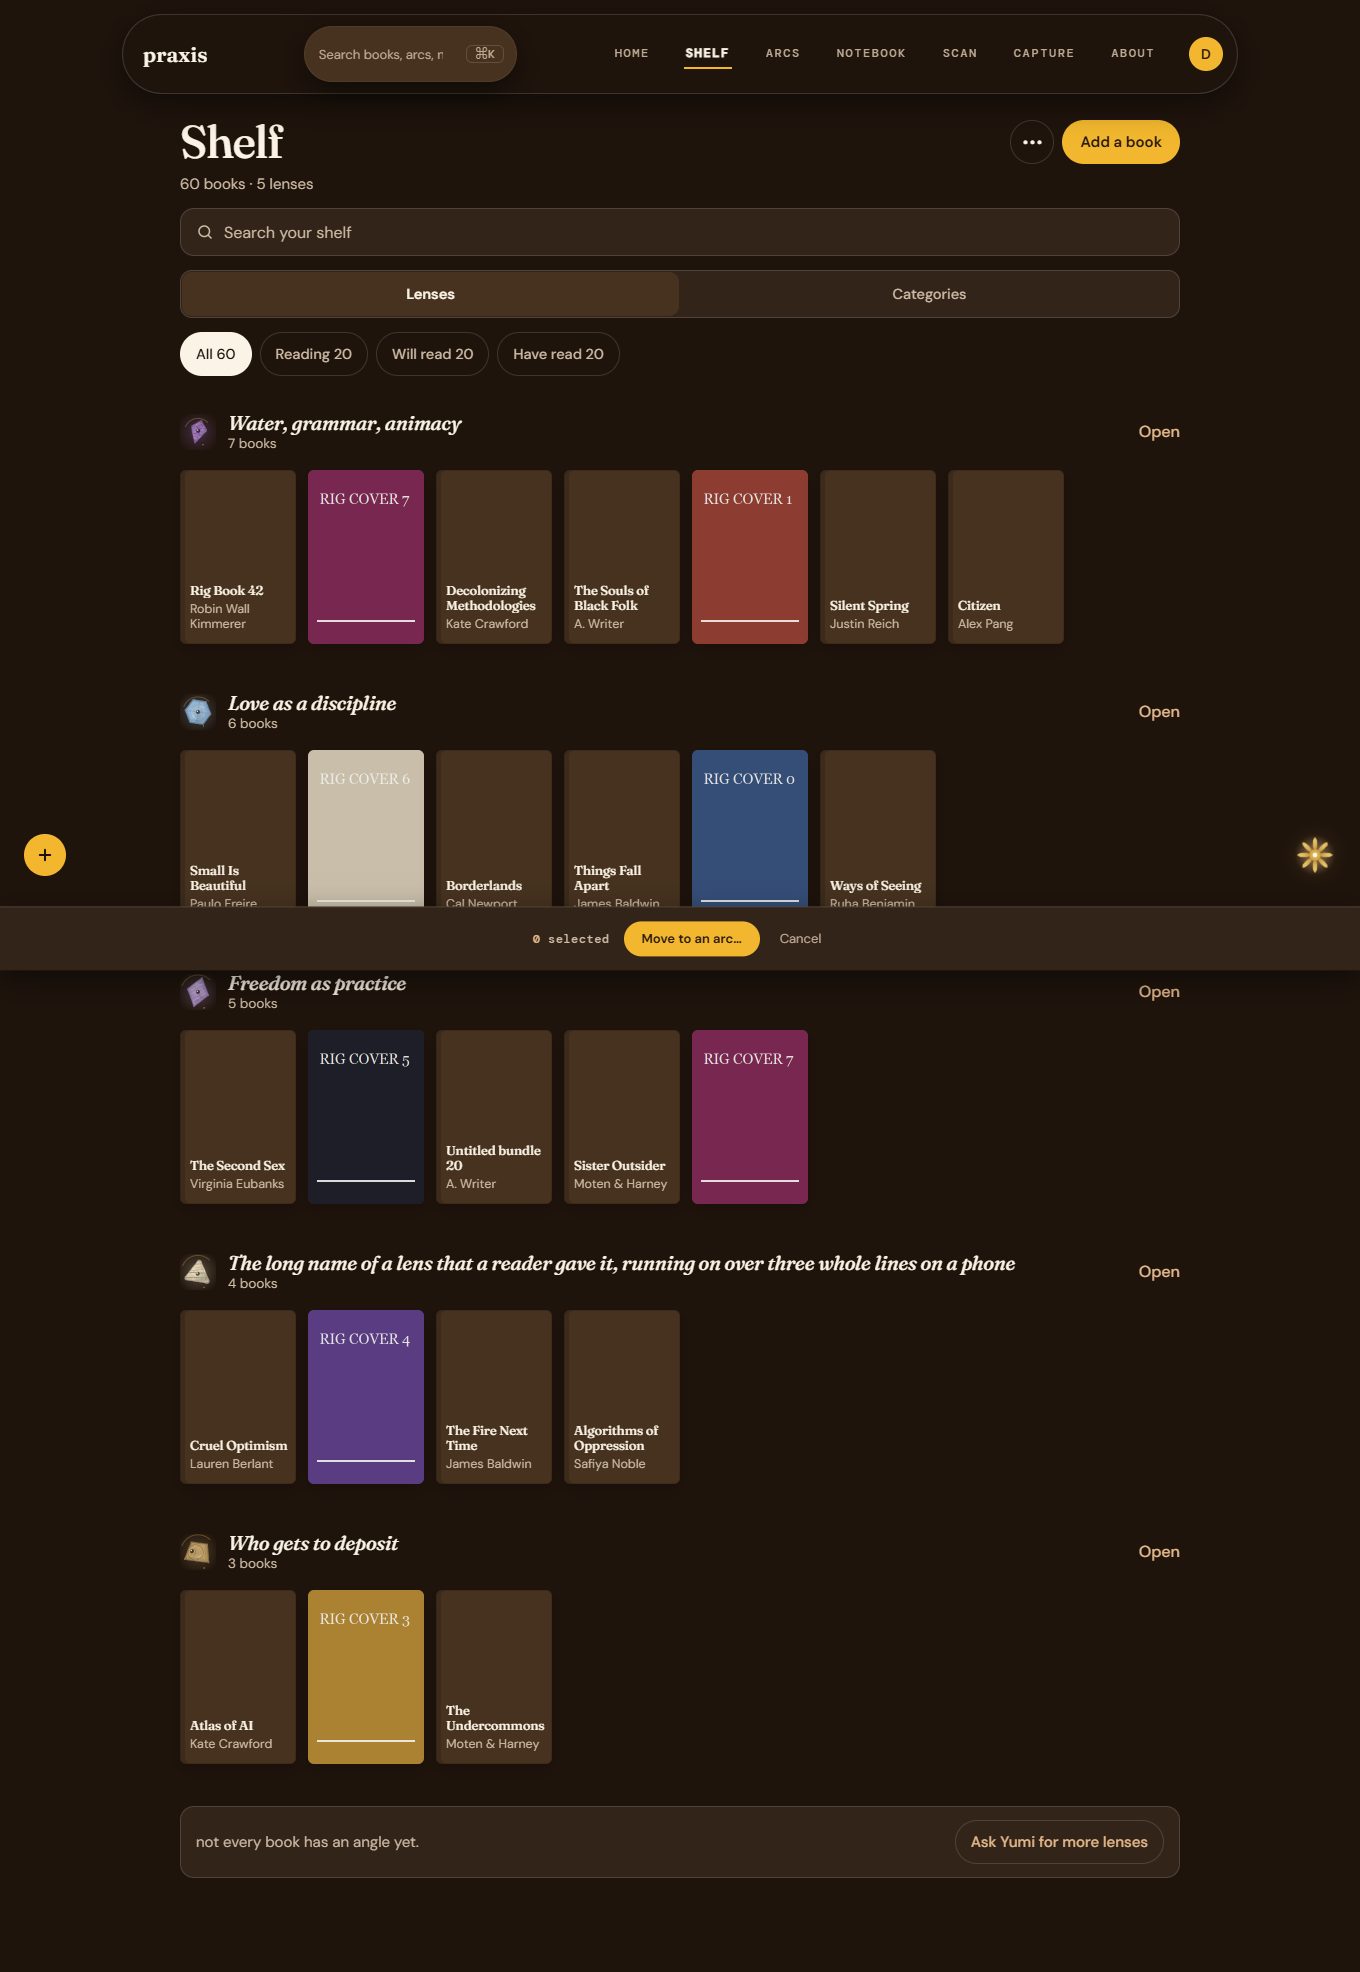 praxis
Search books, arcs, n
⌘K
HOME
SHELF
ARCS
NOTEBOOK
SCAN
CAPTURE
ABOUT
D
Shelf
Add a book
60 books · 5 lenses
Search your shelf
Lenses
Categories
All 60
Reading 20
Will read 20
Have read 20
Water, grammar, animacy
7 books
Open
Rig Book 42
Robin Wall
Kimmerer
RIG COVER 7
Decolonizing
Methodologies
Kate Crawford
The Souls of
Black Folk
A. Writer
RIG COVER 1
Silent Spring
Justin Reich
Citizen
Alex Pang
Love as a discipline
6 books
Open
Small Is
Beautiful
Paulo Freire
RIG COVER 6
Borderlands
Cal Newport
Things Fall
Apart
James Baldwin
RIG COVER 0
Ways of Seeing
Ruha Benjamin
0 selected
Move to an arc...
Cancel
Freedom as practice
5 books
Open
The Second Sex
Virginia Eubanks
RIG COVER 5
Untitled bundle
20
A. Writer
Sister Outsider
Moten & Harney
RIG COVER 7
The long name of a lens that a reader gave it, running on over three whole lines on a phone
4 books
Open
Cruel Optimism
Lauren Berlant
RIG COVER 4
The Fire Next
Time
James Baldwin
Algorithms of
Oppression
Safiya Noble
Who gets to deposit
3 books
Open
Atlas of AI
Kate Crawford
RIG COVER 3
The
Undercommons
Moten & Harney
not every book has an angle yet.
Ask Yumi for more lenses